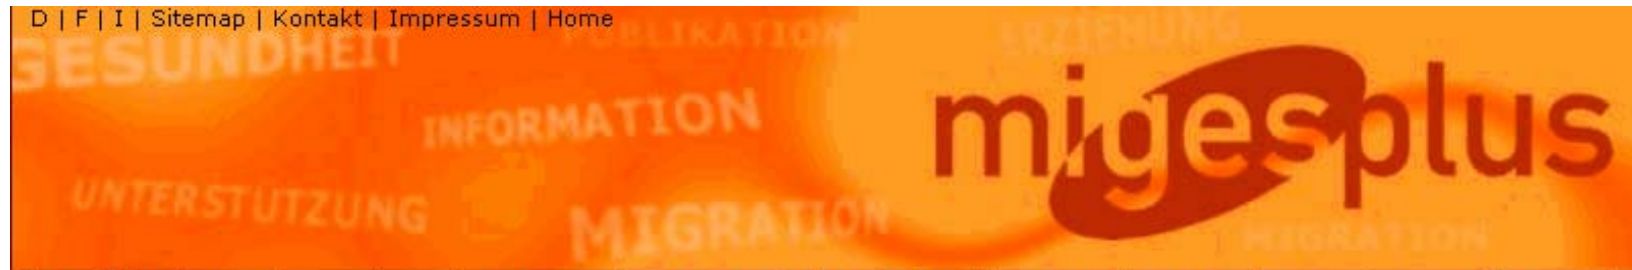 D | F | I | Sitemap | Kontakt | Impressum | Home
GESUNDHEIT
PUBLIKATION
ERZIEHUNG
INFORMATION
migesplus
UNTERSTUTZUNG
MIGRATION
MIGRATION